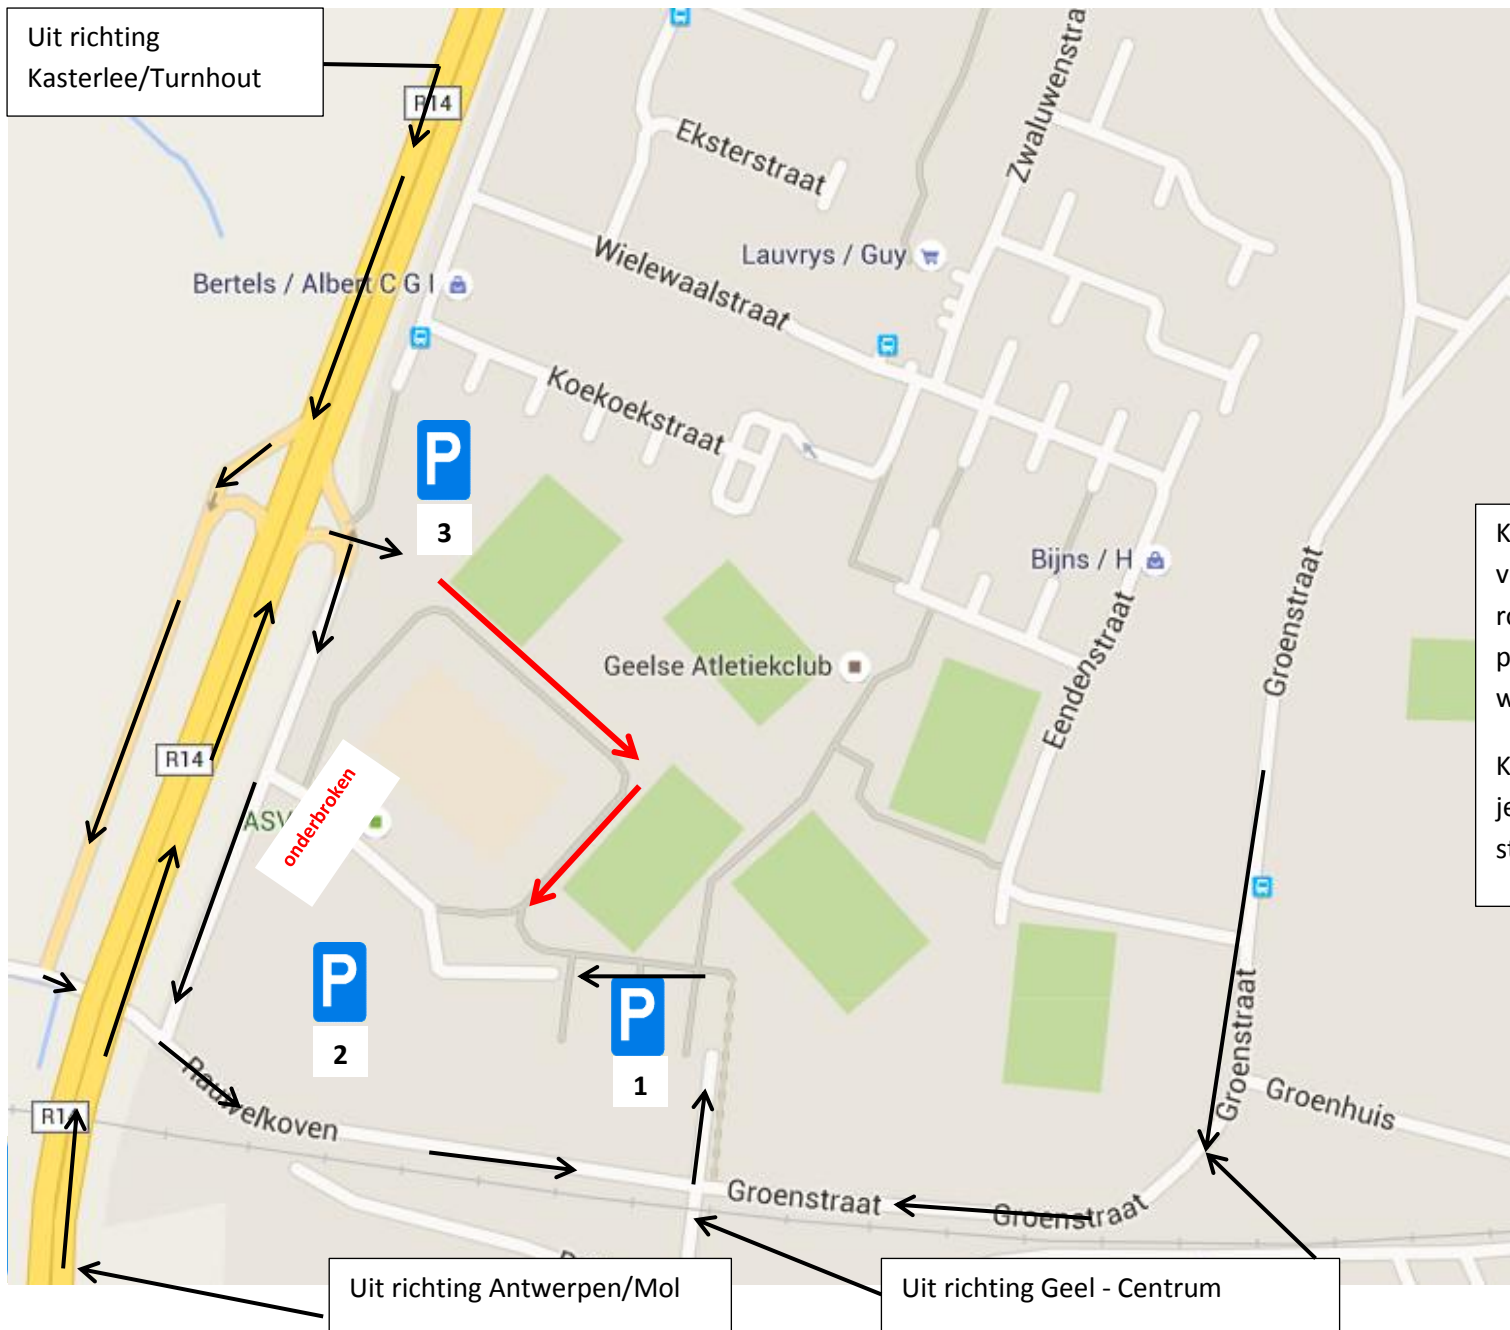 Uit richting
Kasterlee/Turnhout
R14
Eksterstraat
Zwaluwenstra
Wielewaalstraat
Lauvrys / Guy
Bertels / Albert C G I
Koekoekstraat
P
3
Bijns / H
Groenstraat
Geelse Atletiekclub
Eendenstraat
R14
ASV
onderbroken
P
2
P
1
Groenstraat
Groenhuis
R14
Rauwelkoven
Groenstraat
Groenstraat
Uit richting Antwerpen/Mol
Uit richting Geel - Centrum